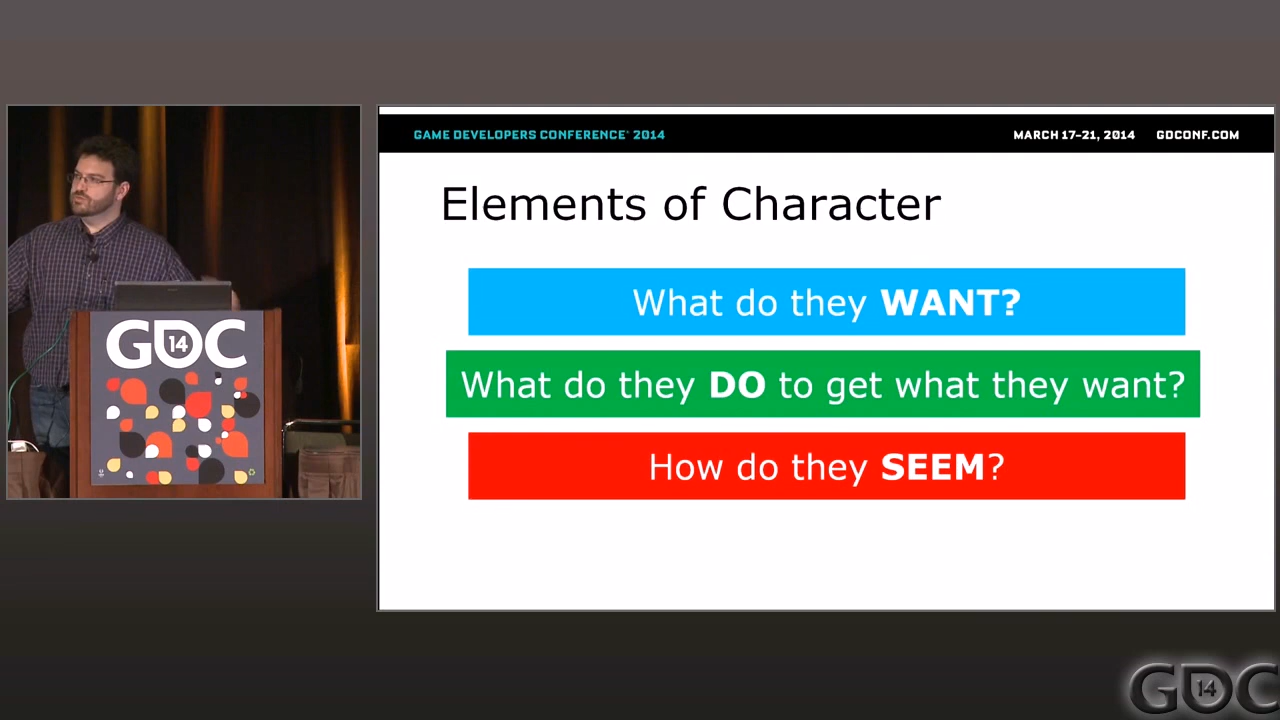 GAME DEVELOPERS CONFERENCE 2014
MARCH 17-21, 2014 GDCONF.COM
Elements of Character
What do they WANT?
What do they DO to get what they want?
How do they SEEM?
GDC
14
GDC
14